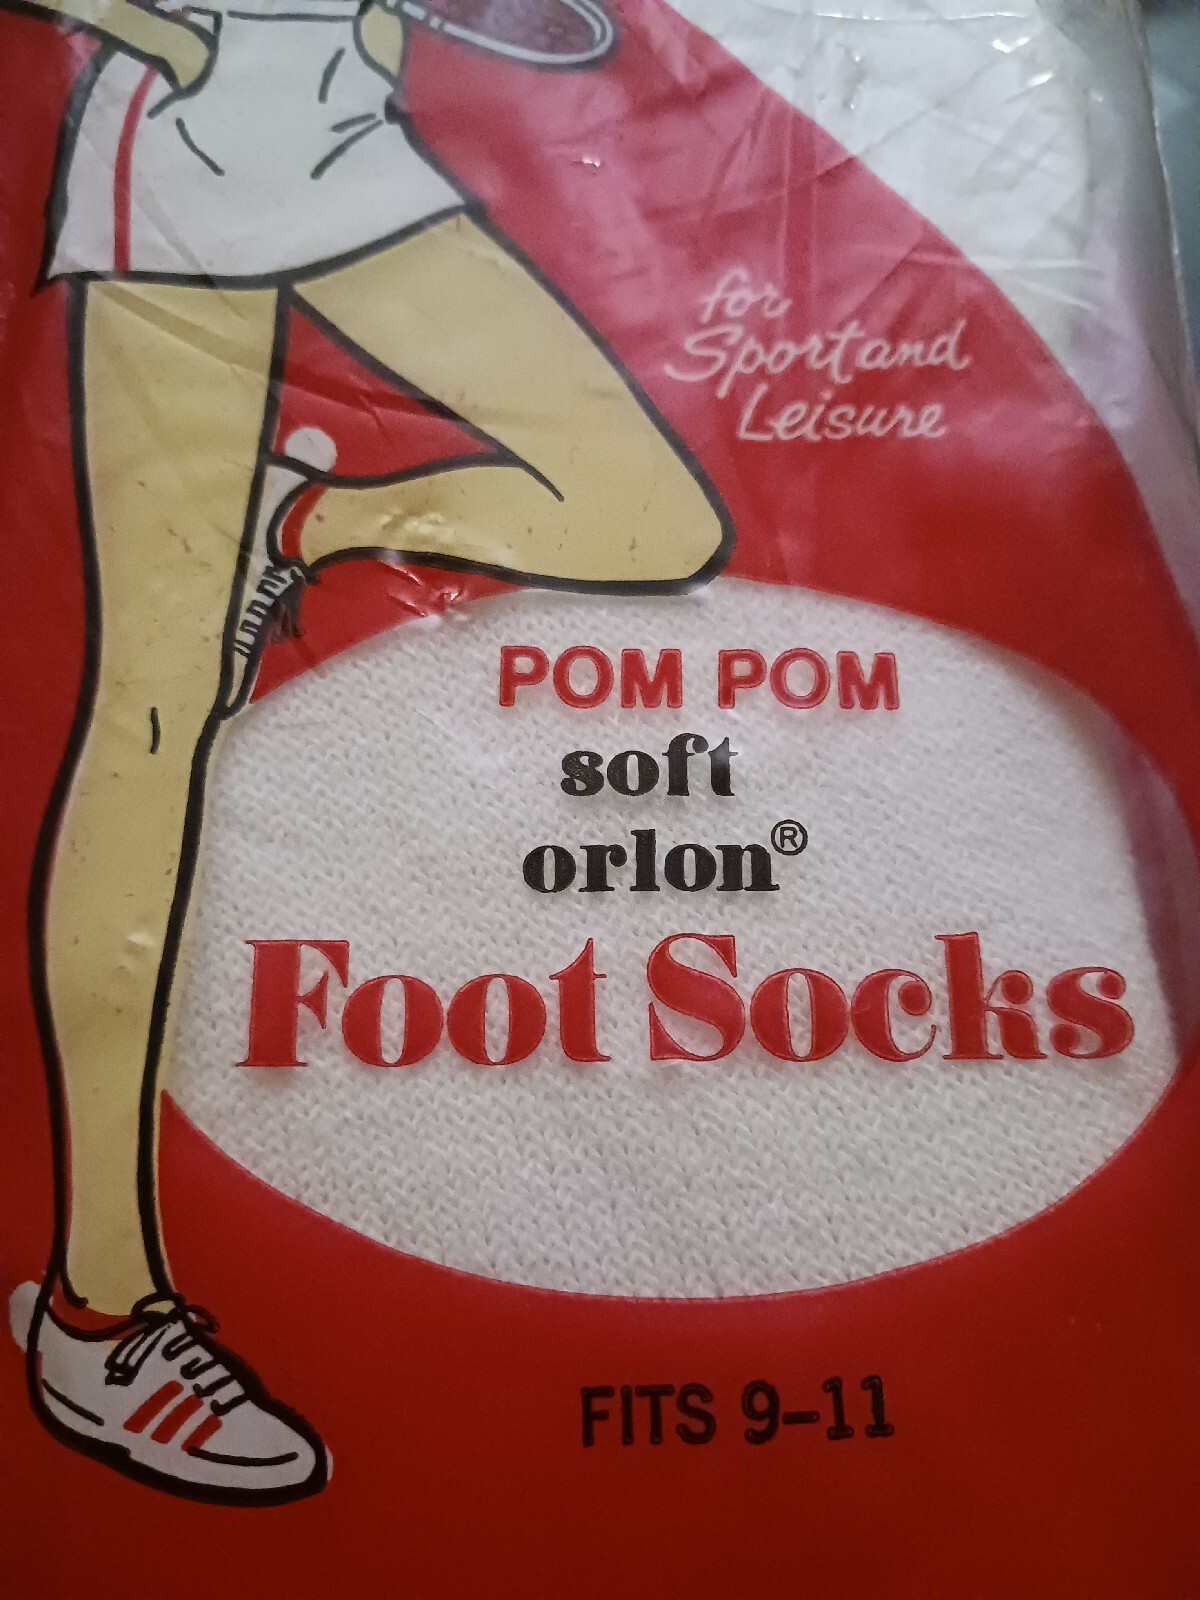 for
Sport and
Leisure
POM POM
soft
orlon®
Foot Socks
FITS 9-11